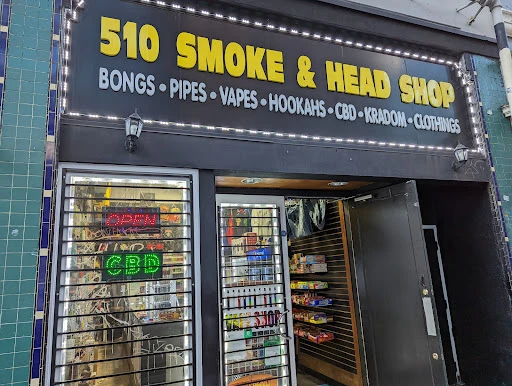 510 SMOKE & HEAD SHOP
BONGS • PIPES • VAPES • HOOKAHS • CBD • KRADOM • CLOTHINGS
OPEN
CBD